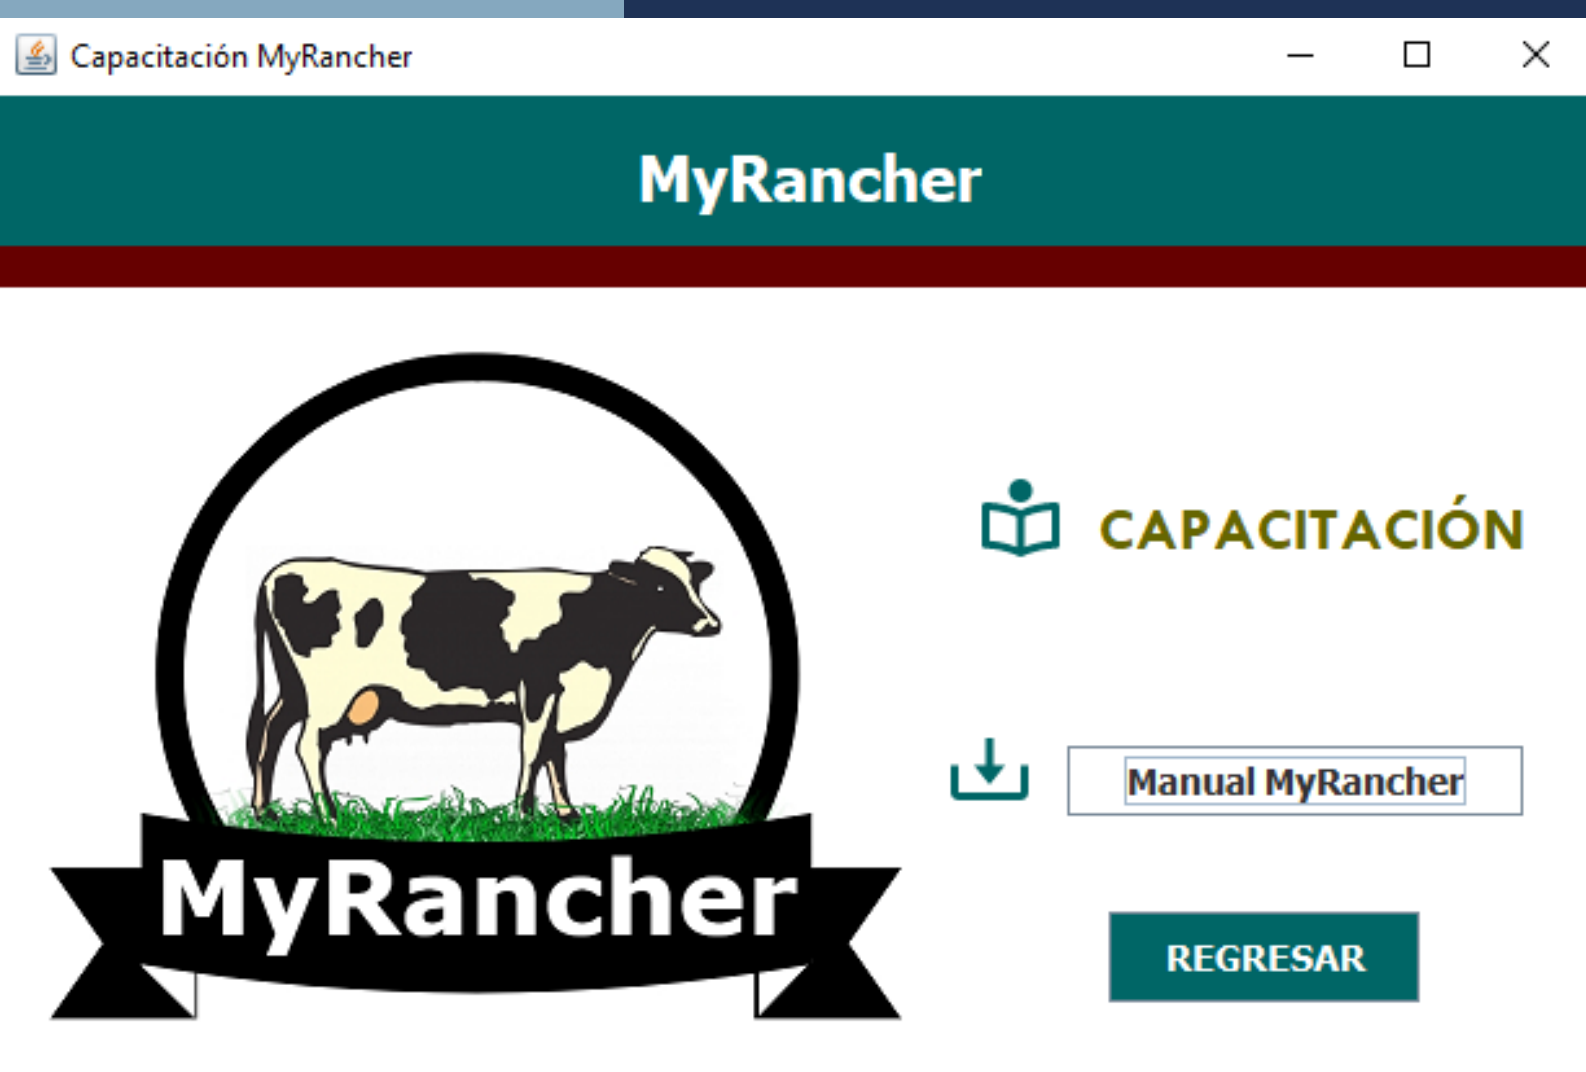 Capacitación MyRancher
MyRancher
CAPACITACIÓN
Manual MyRancher
MyRancher
REGRESAR